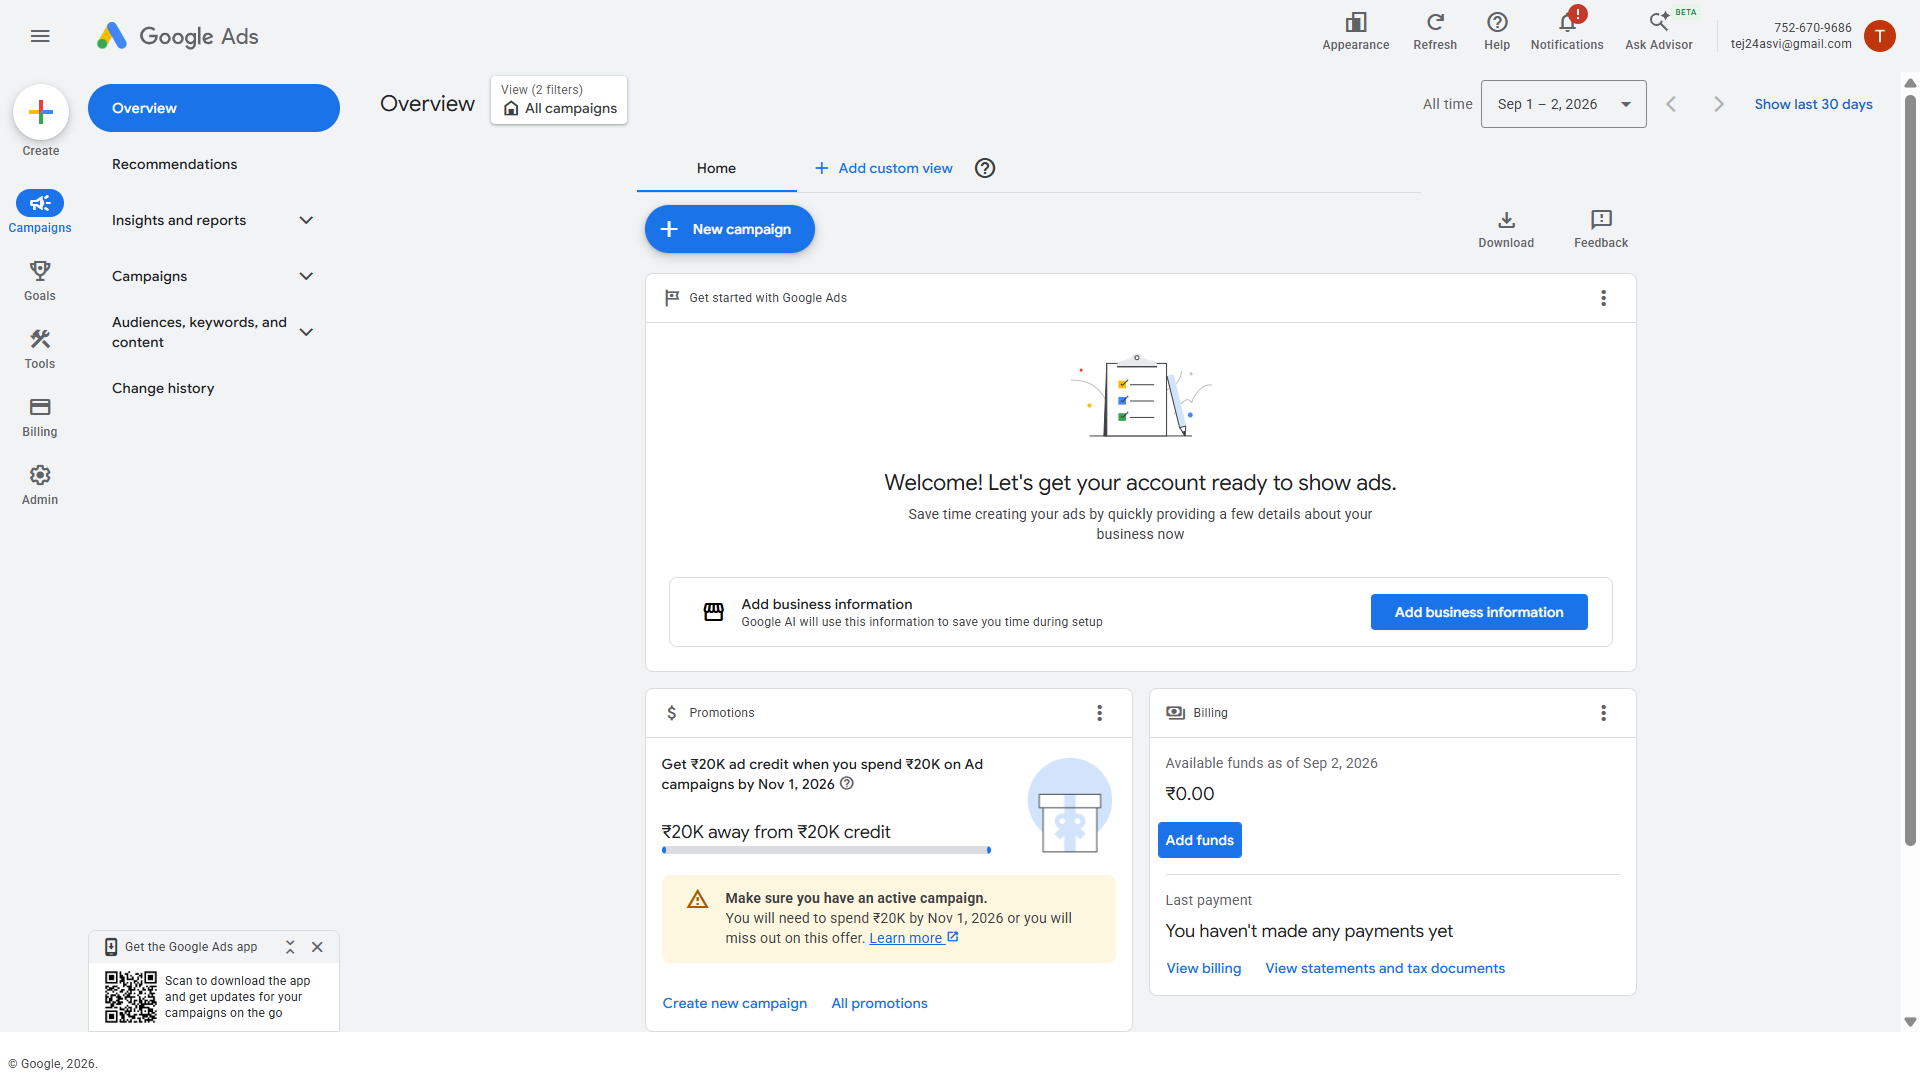 Google Ads
Appearance
Refresh
Help
Notifications
Ask Advisor
BETA
752-670-9686
tej24asvi@gmail.com
T
Create
Campaigns
Goals
Tools
Billing
Admin
Overview
Recommendations
Insights and reports
Campaigns
Audiences, keywords, and
content
Change history
Overview
View (2 filters)
All campaigns
All time
Sep 1 – 2, 2026
Show last 30 days
Home
Add custom view
New campaign
Download
Feedback
Get started with Google Ads
Welcome! Let's get your account ready to show ads.
Save time creating your ads by quickly providing a few details about your
business now
Add business information
Google AI will use this information to save you time during setup
Add business information
Promotions
Get ₹20K ad credit when you spend ₹20K on Ad
campaigns by Nov 1, 2026
₹20K away from ₹20K credit
Make sure you have an active campaign.
You will need to spend ₹20K by Nov 1, 2026 or you will
miss out on this offer. Learn more
Create new campaign
All promotions
Billing
Available funds as of Sep 2, 2026
₹0.00
Add funds
Last payment
You haven't made any payments yet
View billing
View statements and tax documents
Get the Google Ads app
Scan to download the app
and get updates for your
campaigns on the go
© Google, 2026.